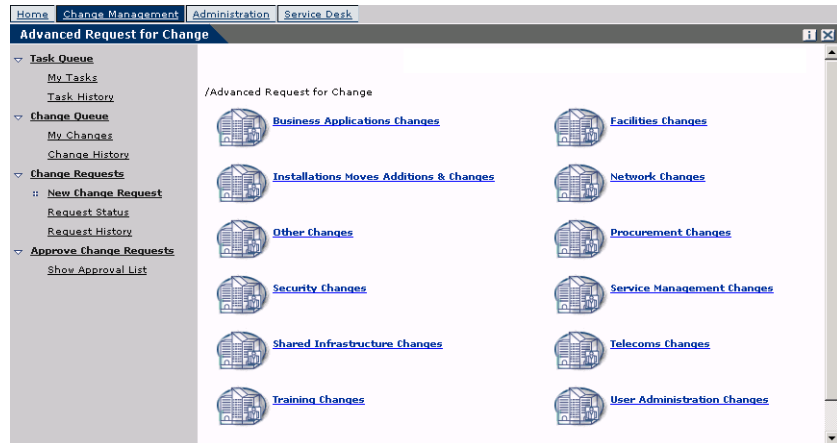 Home Change Management Administration Service Desk
Advanced Request for Change
Task Queue
My Tasks
Task History
Change Queue
My Changes
Change History
Change Requests
New Change Request
Request Status
Request History
Approve Change Requests
Show Approval List
/Advanced Request for Change
Business Applications Changes
Facilities Changes
Installations Moves Additions & Changes
Network Changes
Other Changes
Procurement Changes
Security Changes
Service Management Changes
Shared Infrastructure Changes
Telecoms Changes
Training Changes
User Administration Changes